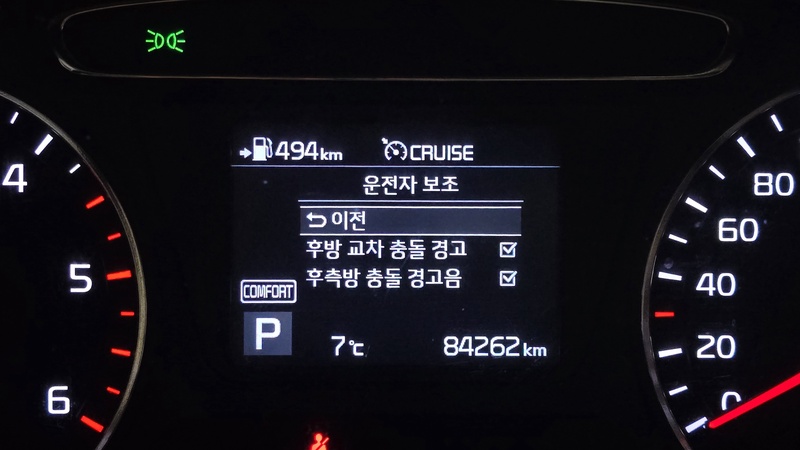 494km CRUISE
운전자 보조
이전
후방 교차 충돌 경고
후측방 충돌 경고음
COMFORT
P 7℃ 84262km
4
5
6
80
60
40
20
0